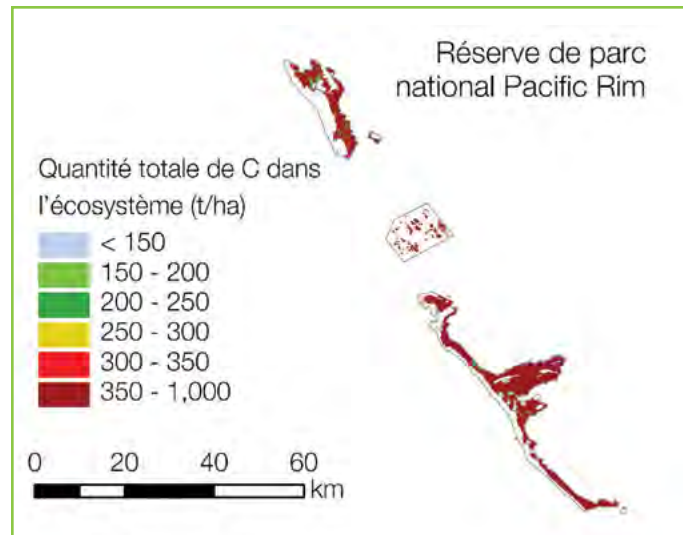 Réserve de parc
national Pacific Rim
Quantité totale de C dans
l'écosystème (t/ha)
< 150
150 - 200
200 - 250
250 - 300
300 - 350
350 - 1,000
0 20 40 60
km